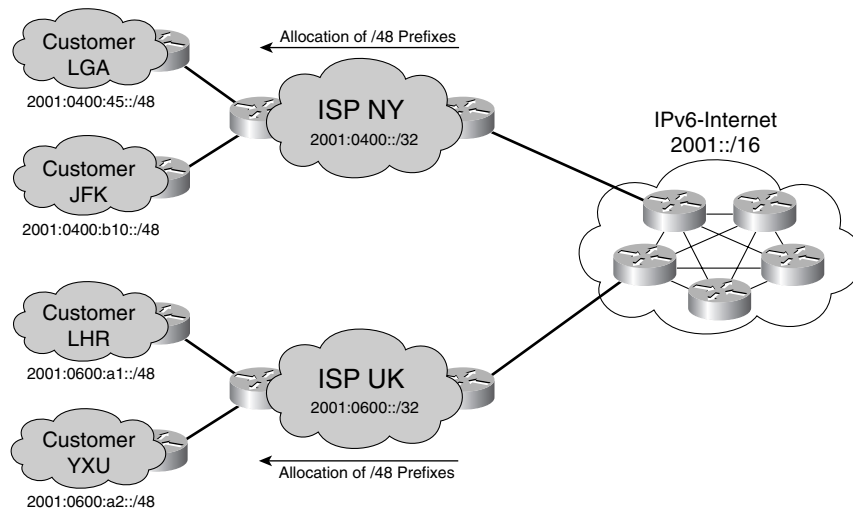 Customer
LGA
2001:0400:45::/48
Allocation of /48 Prefixes
ISP NY
2001:0400::/32
Customer
JFK
2001:0400:b10::/48
IPv6-Internet
2001::/16
Customer
LHR
2001:0600:a1::/48
ISP UK
2001:0600::/32
Customer
YXU
2001:0600:a2::/48
Allocation of /48 Prefixes